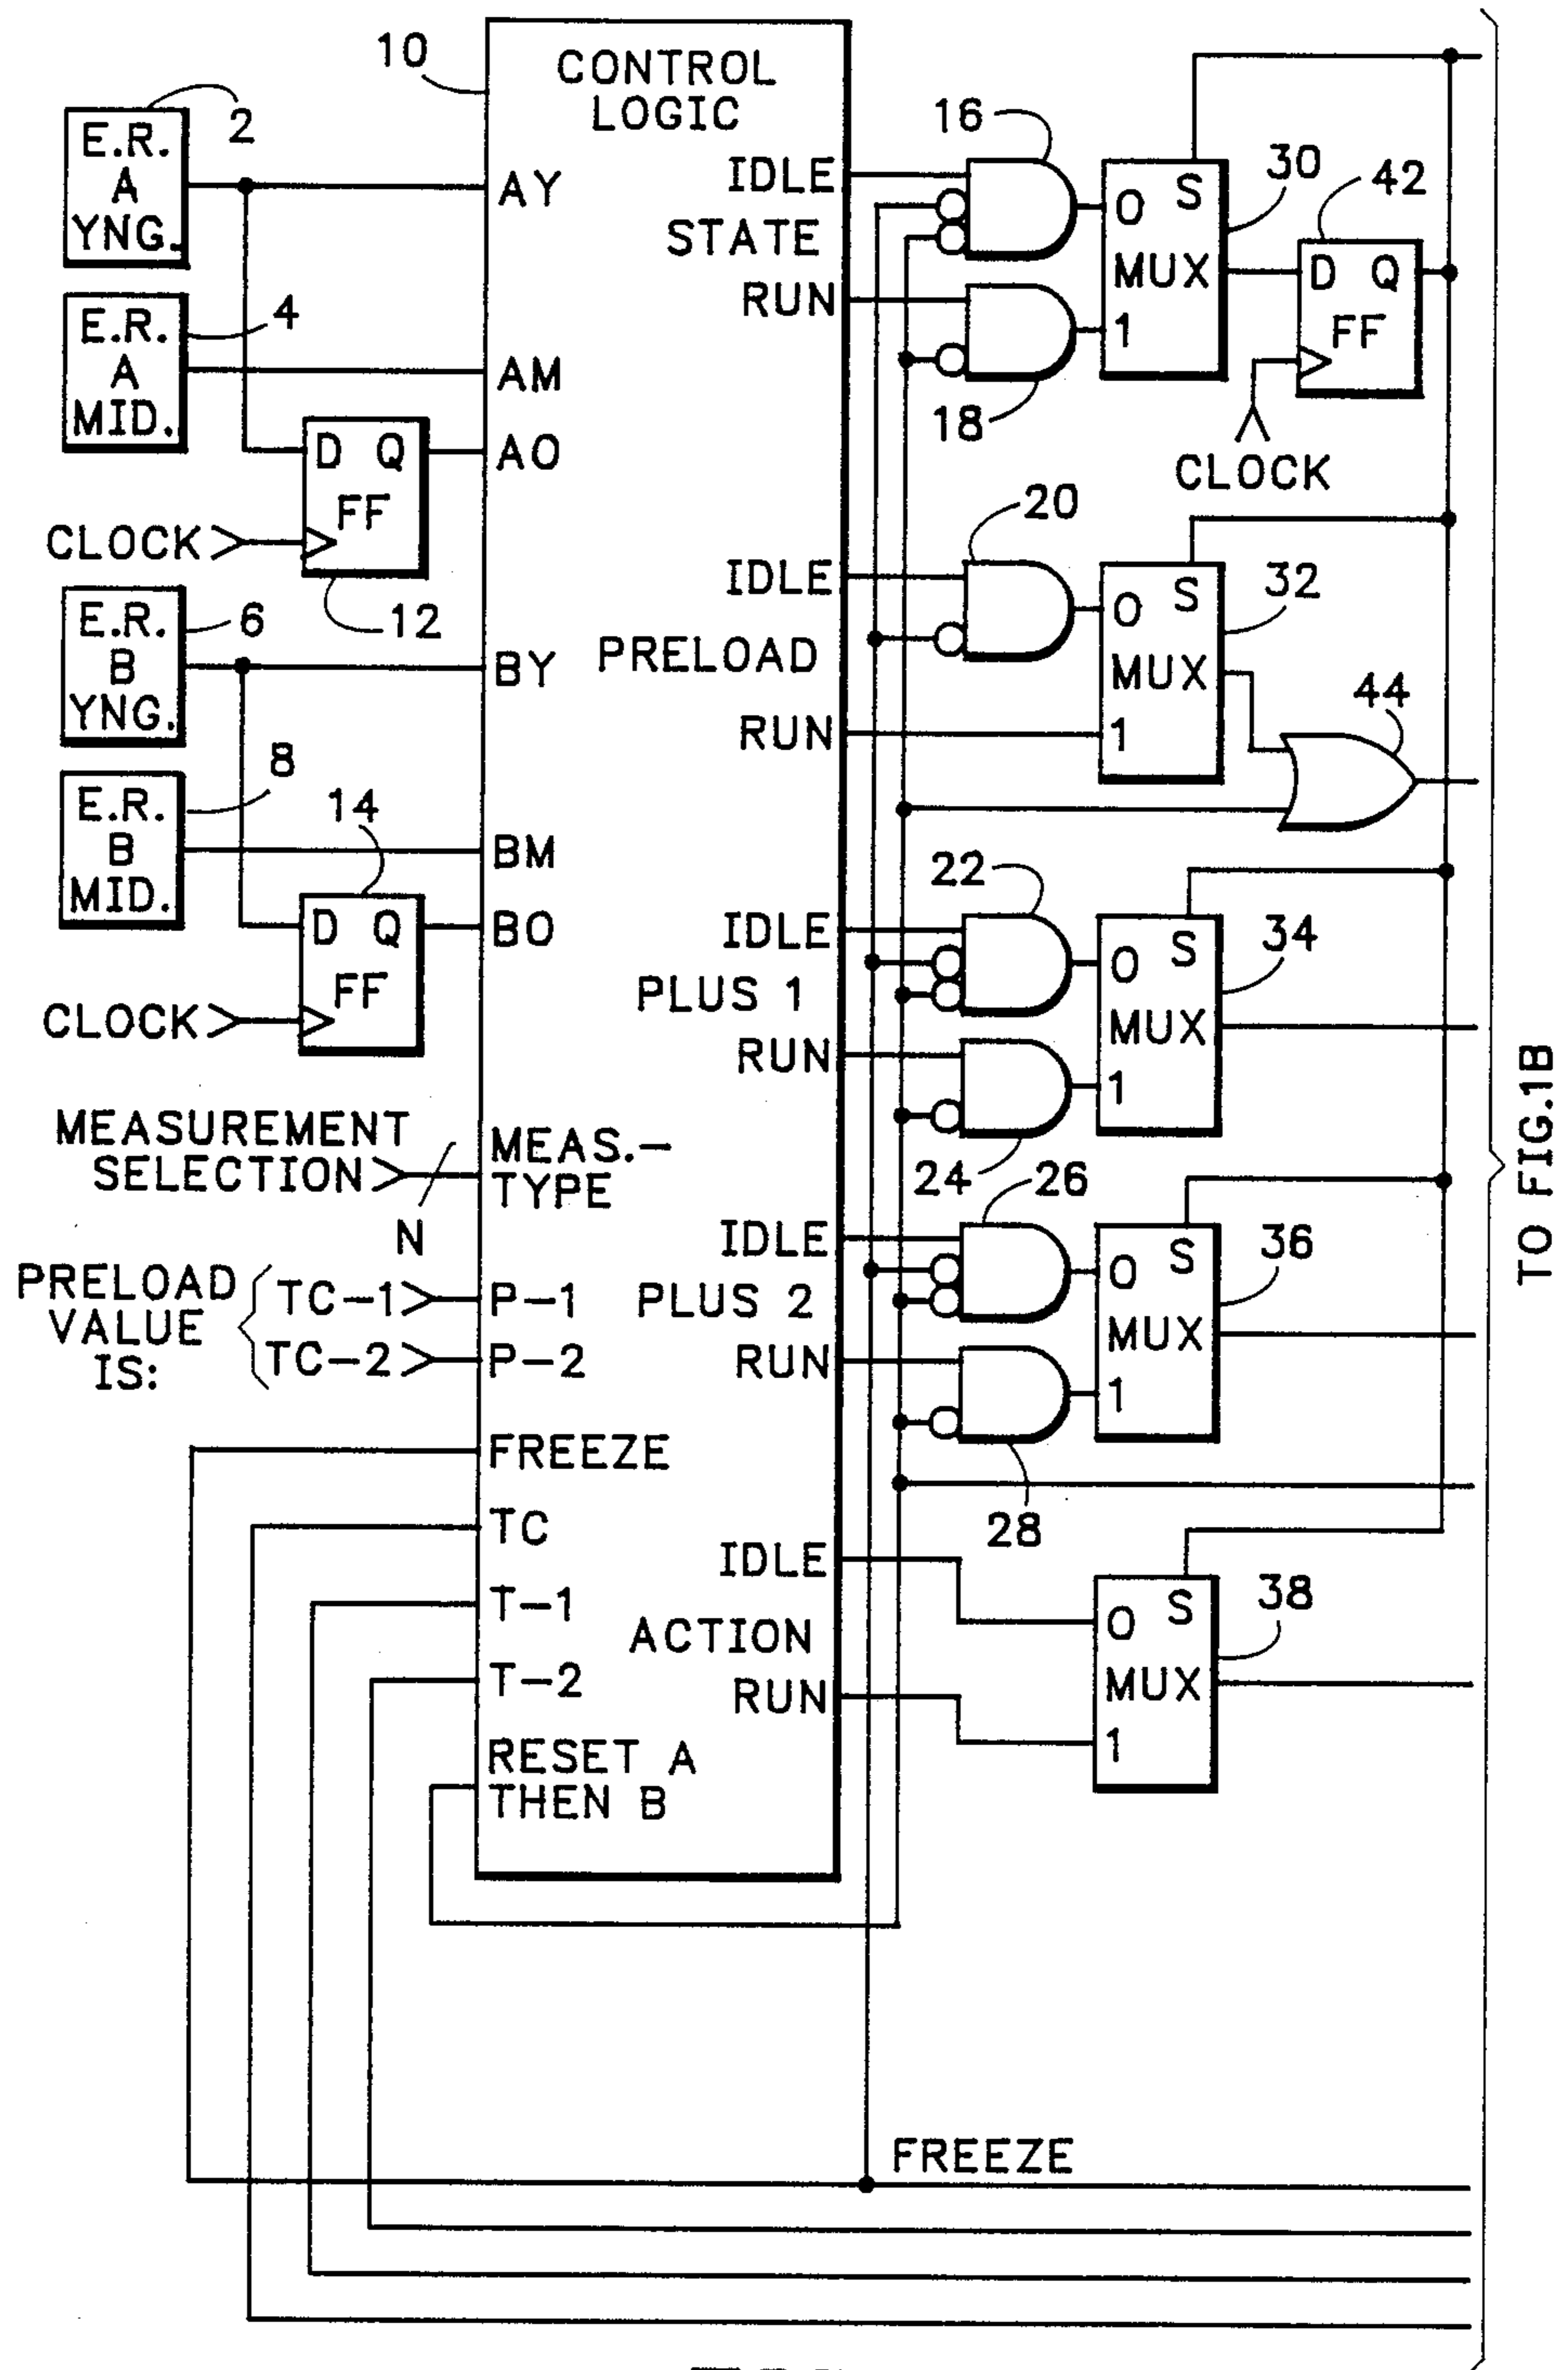 10
CONTROL
LOGIC
2
E.R.
A
YNG.
AY
IDLE
STATE
RUN
16
18
O S
MUX
1
30
42
D Q
FF
CLOCK
4
E.R.
A
MID.
AM
D Q
FF
AO
CLOCK
12
6
E.R.
B
YNG.
BY
IDLE
PRELOAD
RUN
20
O S
MUX
1
32
44
8
E.R.
B
MID.
BM
14
D Q
FF
BO
CLOCK
IDLE
PLUS 1
RUN
22
24
O S
MUX
1
34
MEASUREMENT
SELECTION
N
MEAS.-
TYPE
PRELOAD
VALUE
IS:
TC-1
P-1
TC-2
P-2
IDLE
PLUS 2
RUN
26
28
O S
MUX
1
36
FREEZE
TC
T-1
T-2
RESET A
THEN B
IDLE
ACTION
RUN
O S
MUX
1
38
FREEZE
TO FIG.1B